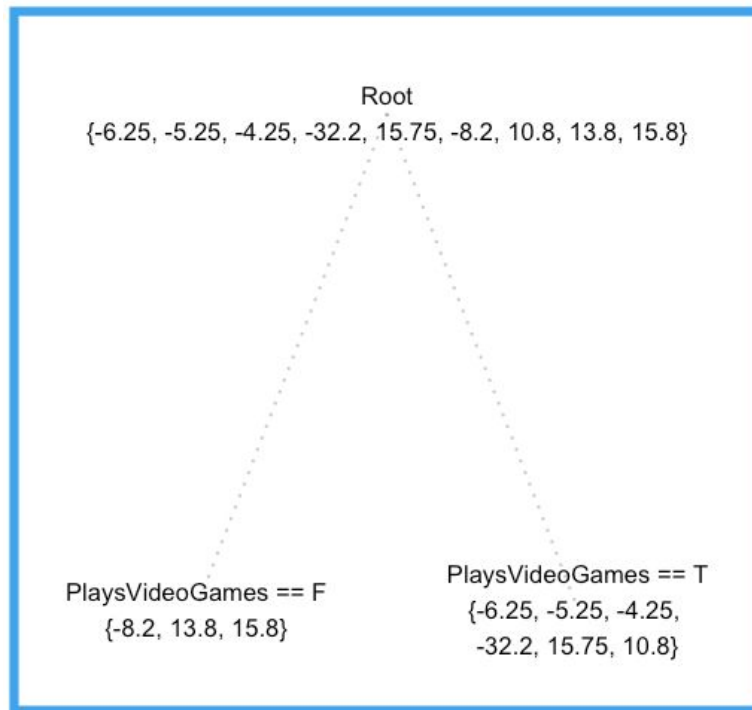 Root
{-6.25, -5.25, -4.25, -32.2, 15.75, -8.2, 10.8, 13.8, 15.8}
PlaysVideoGames == F
{-8.2, 13.8, 15.8}
PlaysVideoGames == T
{-6.25, -5.25, -4.25,
-32.2, 15.75, 10.8}